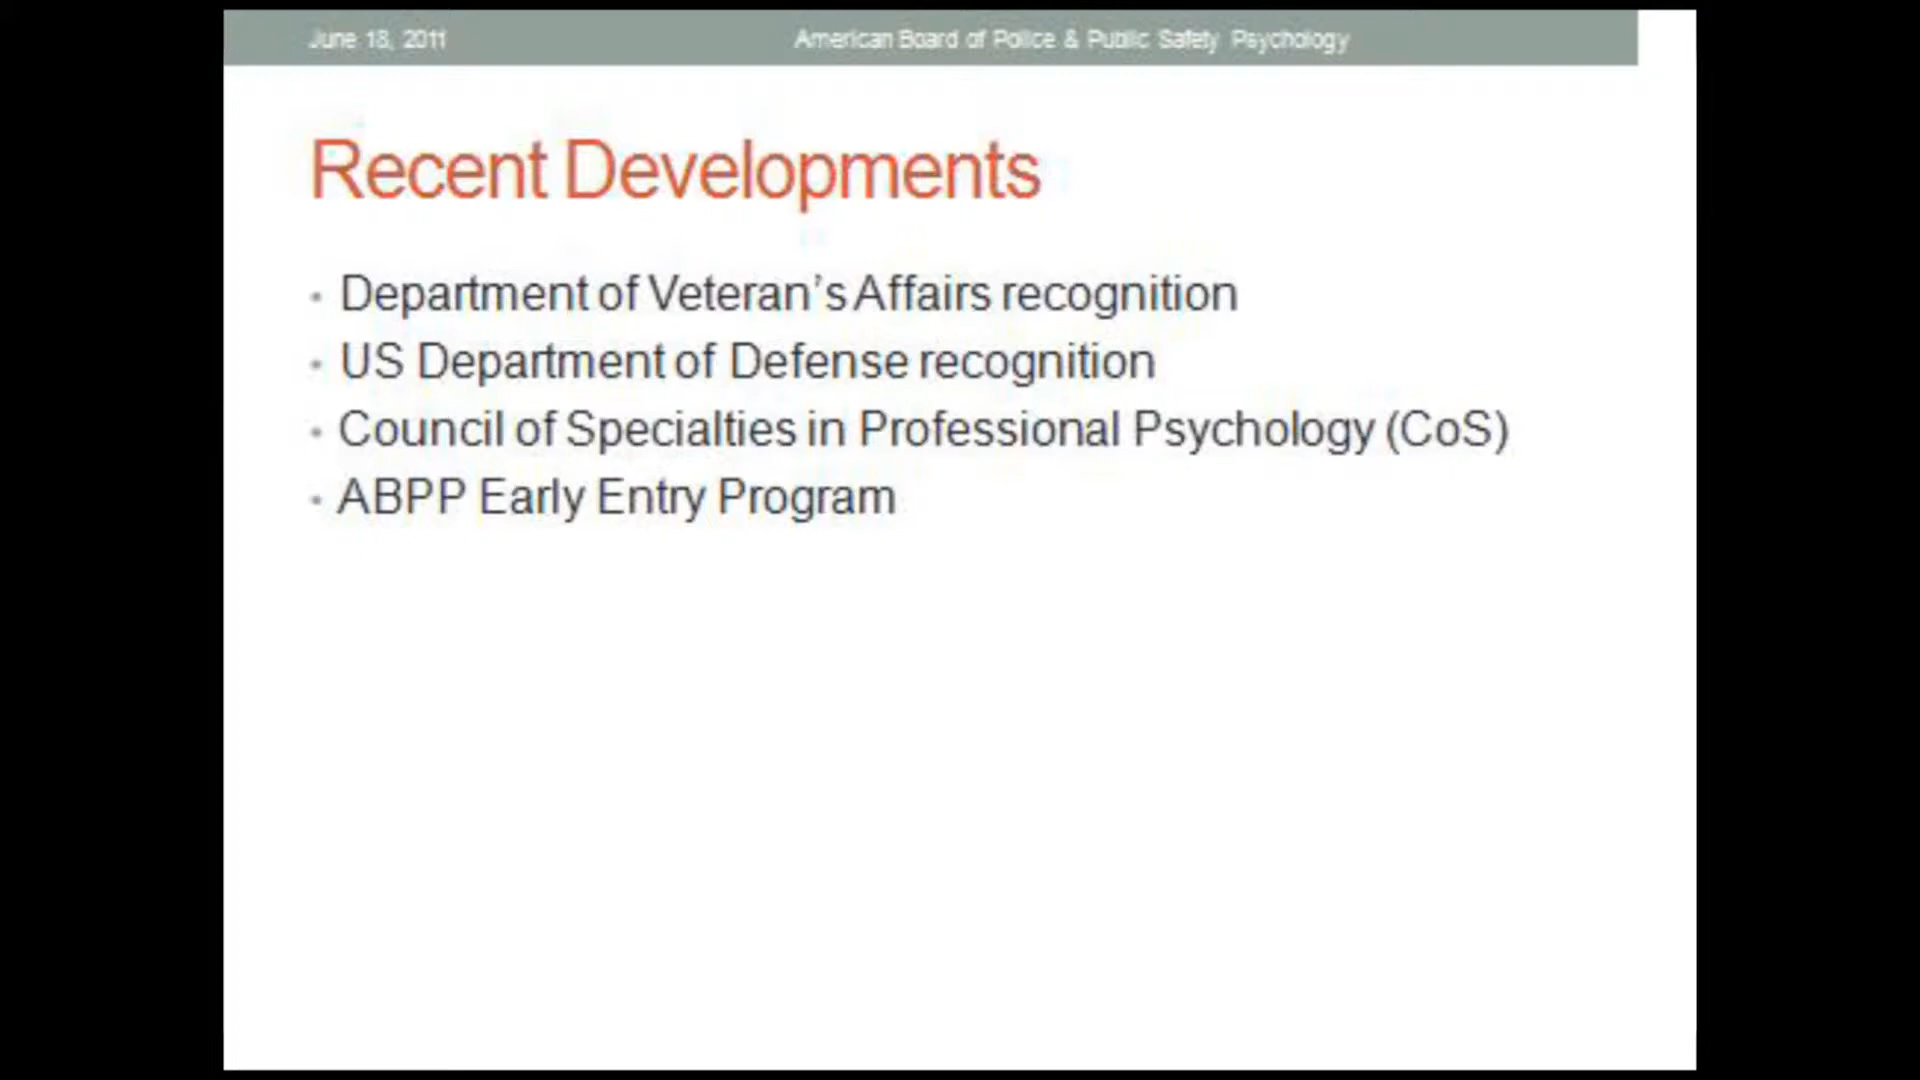 June 18, 2011
American Board of Police & Public Safety Psychology
Recent Developments
• Department of Veteran's Affairs recognition
• US Department of Defense recognition
• Council of Specialties in Professional Psychology (CoS)
• ABPP Early Entry Program